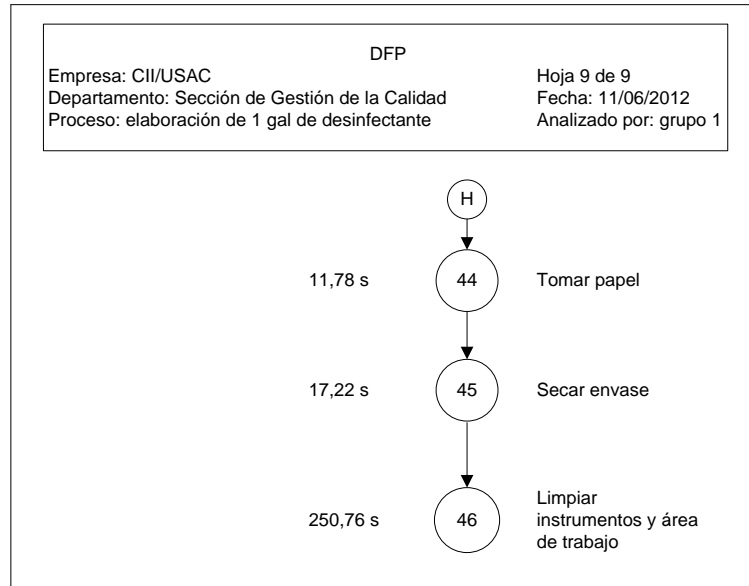 DFP
Empresa: CII/USAC
Hoja 9 de 9
Departamento: Sección de Gestión de la Calidad
Fecha: 11/06/2012
Proceso: elaboración de 1 gal de desinfectante
Analizado por: grupo 1
H
11,78 s
44
Tomar papel
17,22 s
45
Secar envase
250,76 s
46
Limpiar
instrumentos y área
de trabajo